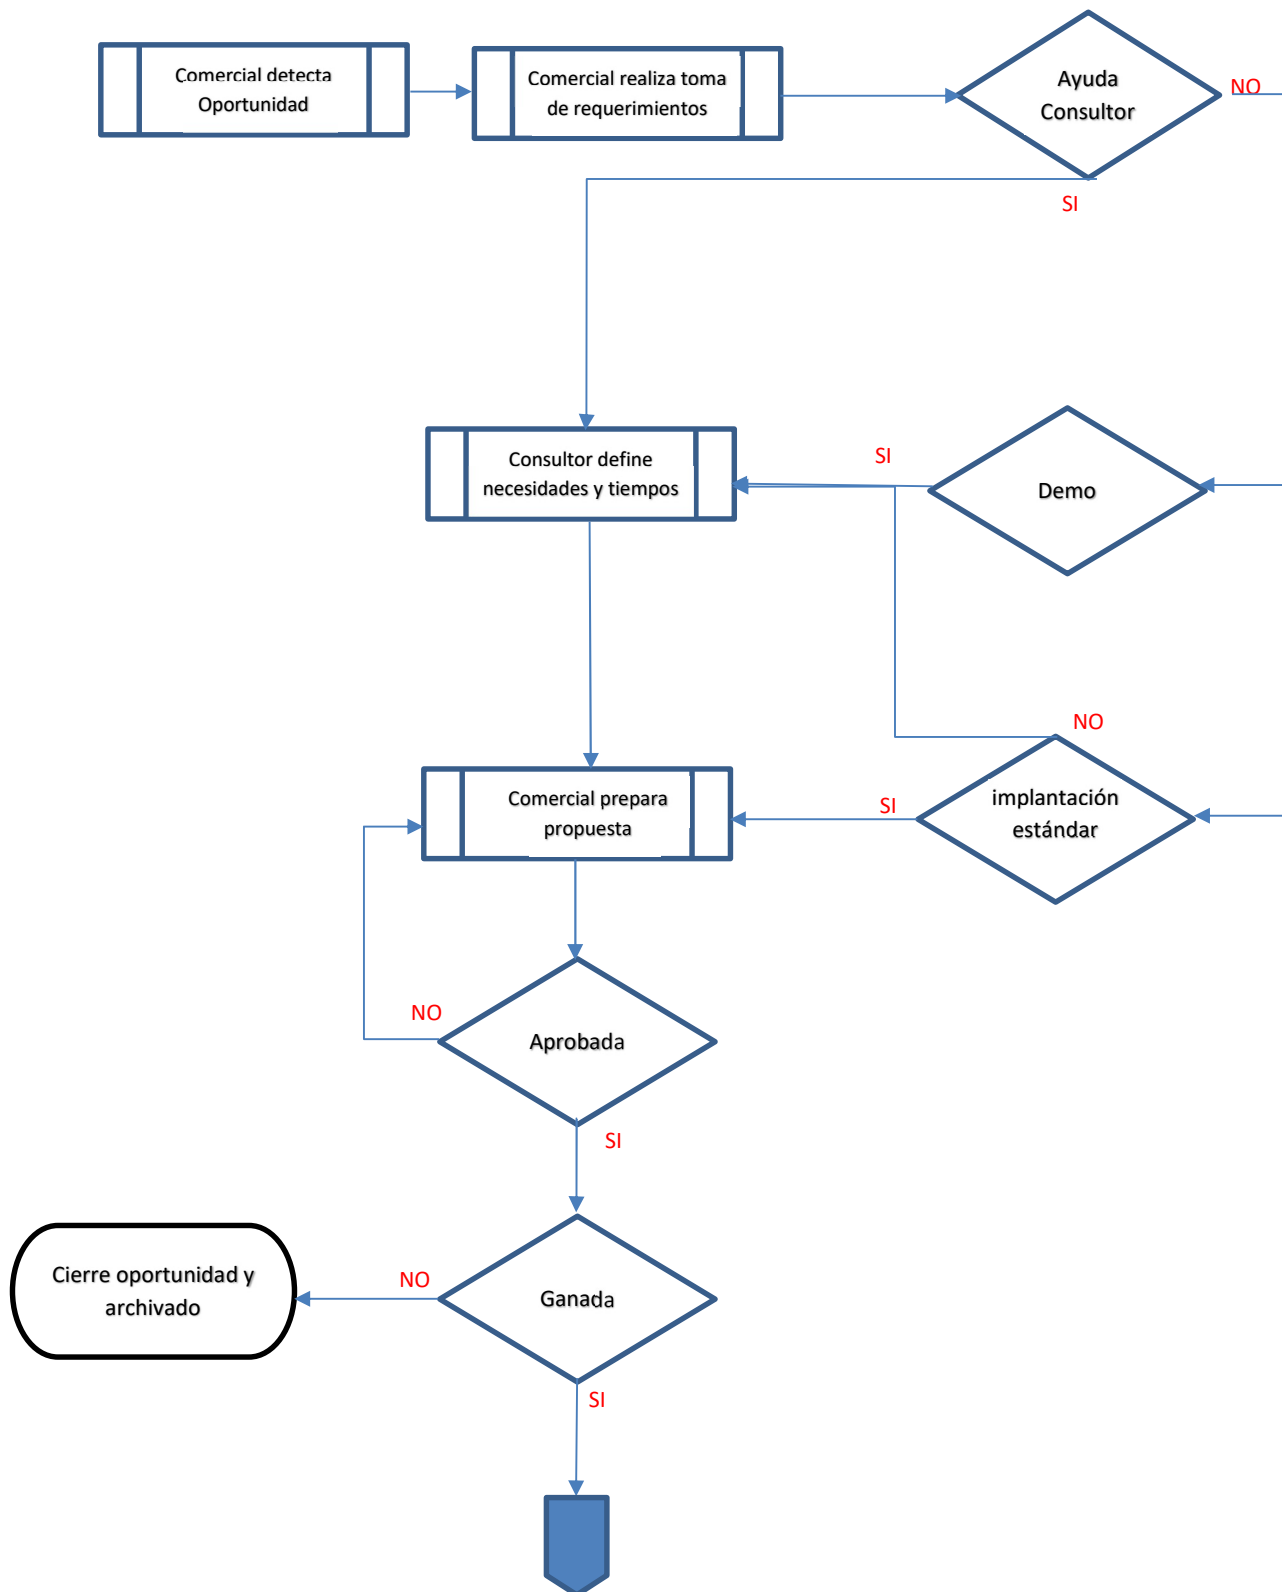 Comercial detecta
Oportunidad
Comercial realiza toma
de requerimientos
Ayuda
Consultor
NO
SI
Consultor define
necesidades y tiempos
SI
Demo
NO
Comercial prepara
propuesta
SI
implantación
estándar
NO
Aprobada
SI
Cierre oportunidad y
archivado
NO
Ganada
SI